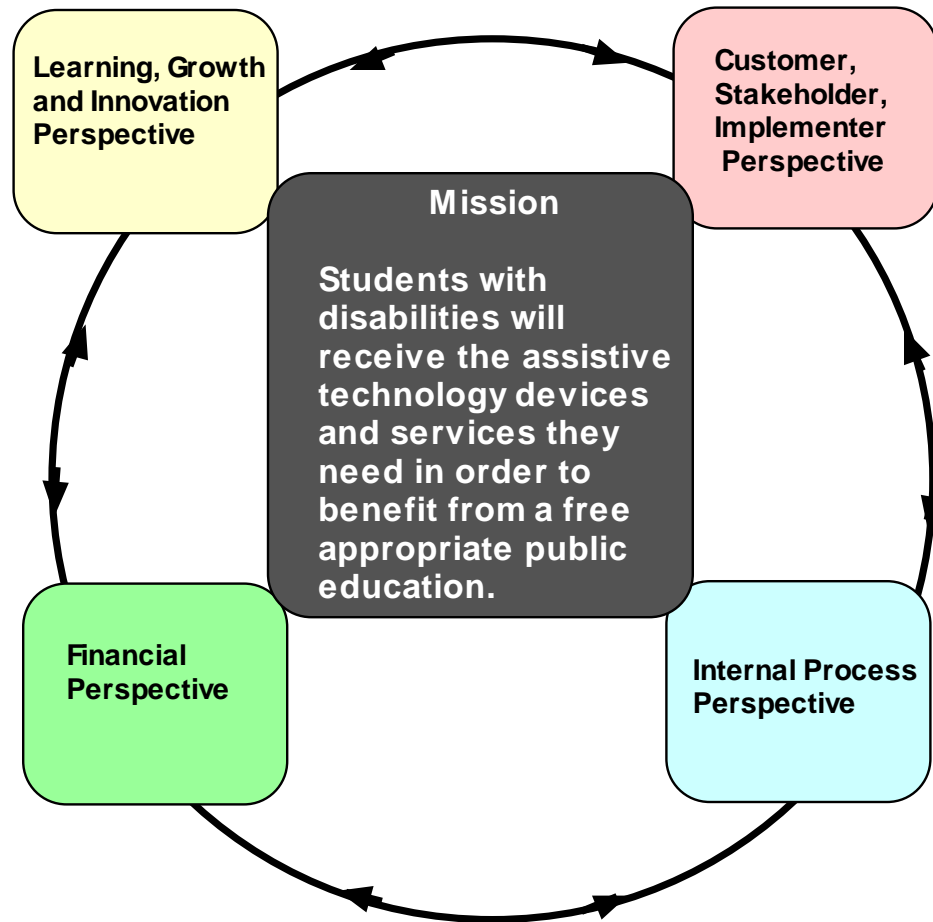 Learning, Growth
and Innovation
Perspective
Customer,
Stakeholder,
Implementer
Perspective
Mission
Students with
disabilities will
receive the assistive
technology devices
and services they
need in order to
benefit from a free
appropriate public
education.
Financial
Perspective
Internal Process
Perspective